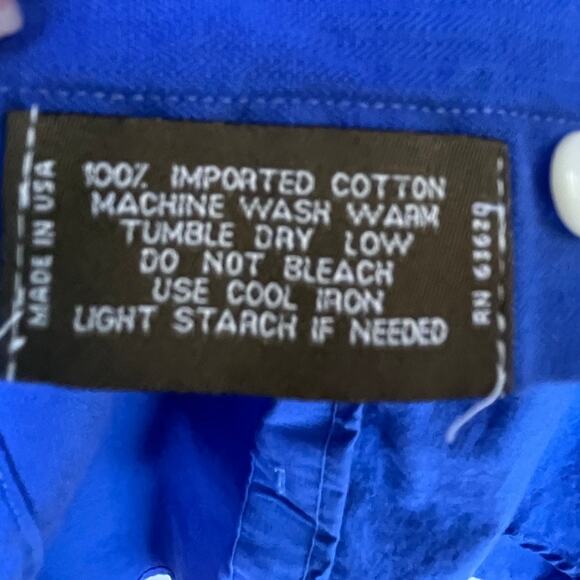 100% IMPORTED COTTON
MACHINE WASH WARM
TUMBLE DRY LOW
DO NOT BLEACH
USE COOL IRON
LIGHT STARCH IF NEEDED
MADE IN USA
RN 63629